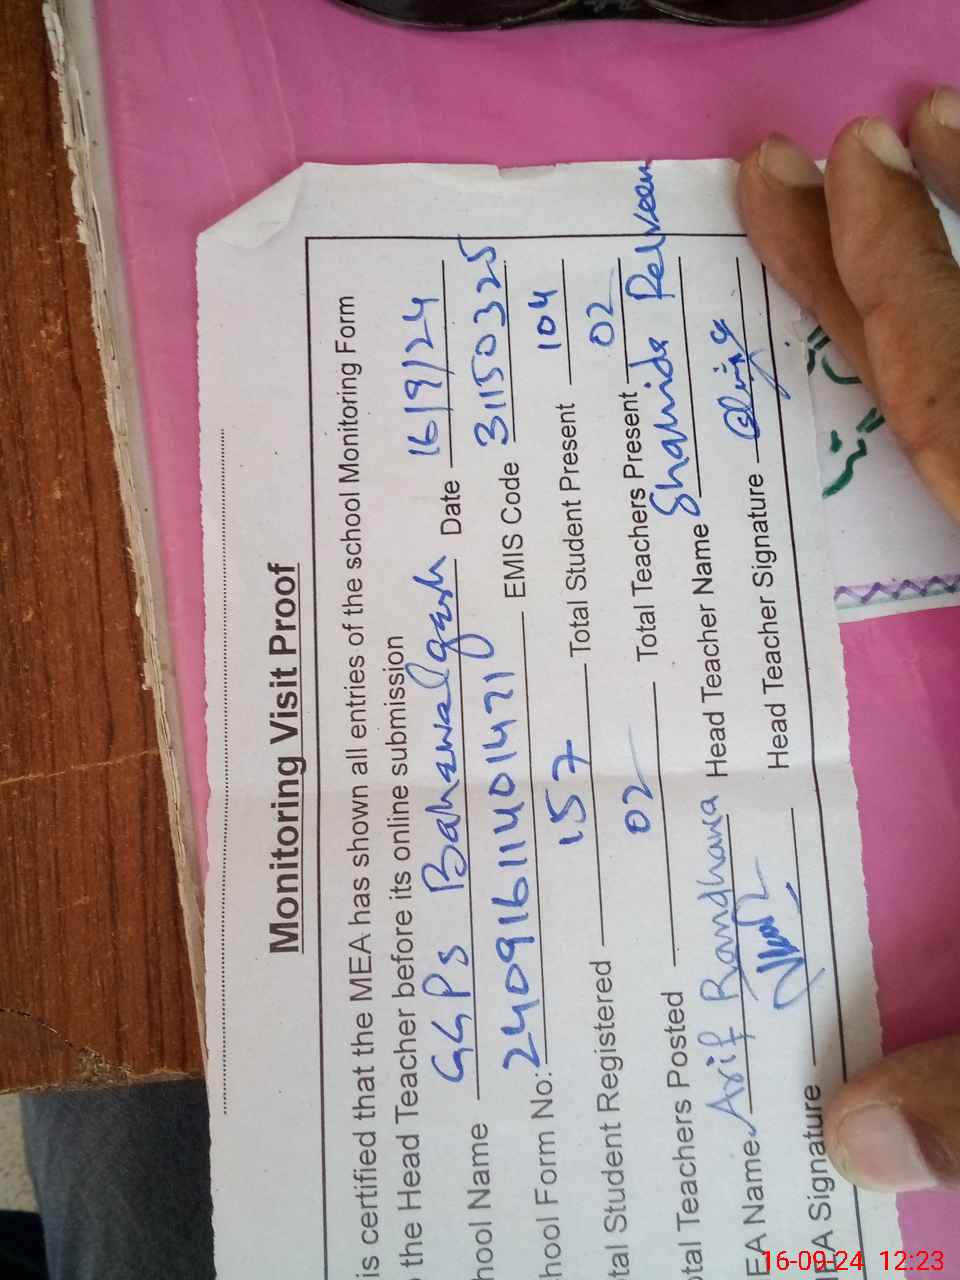 Monitoring Visit Proof
is certified that the MEA has shown all entries of the school Monitoring Form
the Head Teacher before its online submission
hool Name GGPS Bahawalgarh Date 16/9/24
hool Form No: 24091611401421 EMIS Code 31150325
tal Student Registered 157 Total Student Present 104
otal Teachers Posted 02 Total Teachers Present 02
EA Name Arif Randhawa Head Teacher Name Shahida Perveen
EA Signature Head Teacher Signature
16-09-24 12:23